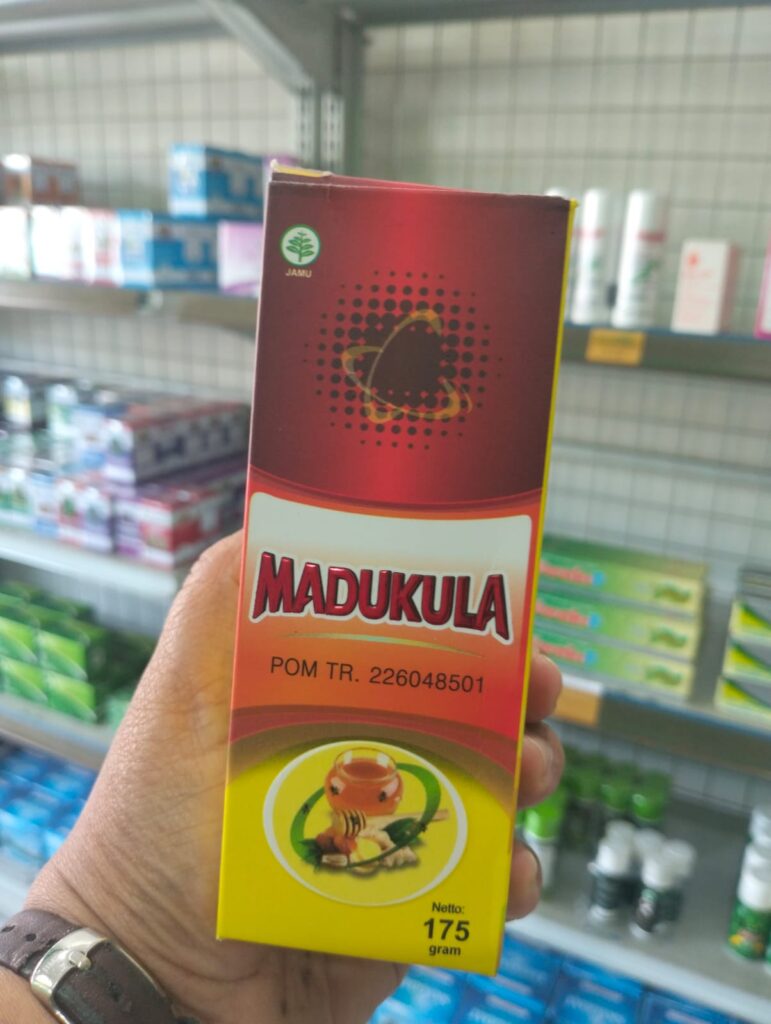 JAMU
MADUKULA
POM TR. 226048501
Netto:
175
gram